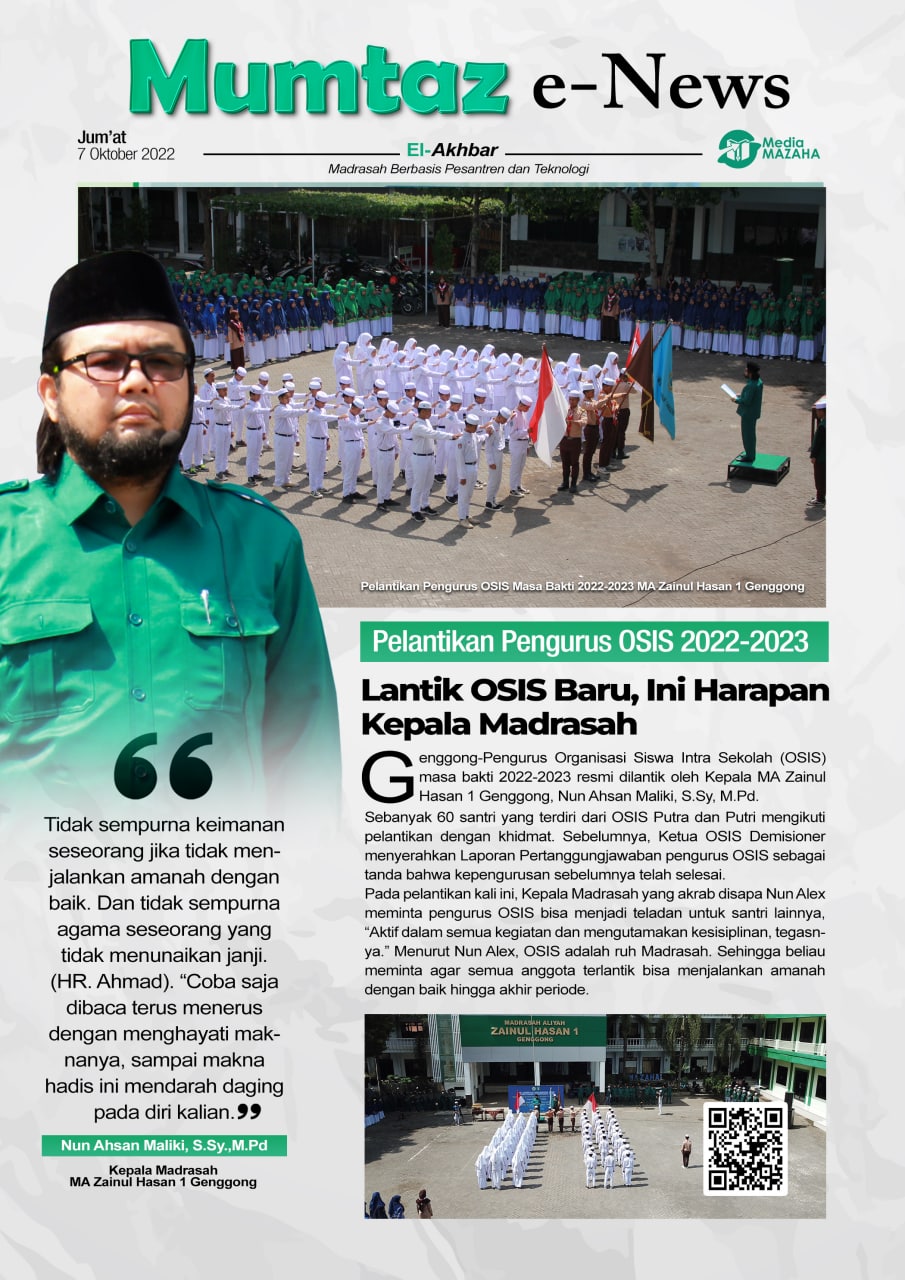 Mumtaz e-News
Jum'at
7 Oktober 2022
El-Akhbar
Madrasah Berbasis Pesantren dan Teknologi
Media
MAZAHA
Pelantikan Pengurus OSIS Masa Bakti 2022-2023 MA Zainul Hasan 1 Genggong
Pelantikan Pengurus OSIS 2022-2023
Lantik OSIS Baru, Ini Harapan
Kepala Madrasah
Genggong-Pengurus Organisasi Siswa Intra Sekolah (OSIS)
masa bakti 2022-2023 resmi dilantik oleh Kepala MA Zainul
Hasan 1 Genggong, Nun Ahsan Maliki, S.Sy, M.Pd.
Sebanyak 60 santri yang terdiri dari OSIS Putra dan Putri mengikuti
pelantikan dengan khidmat. Sebelumnya, Ketua OSIS Demisioner
menyerahkan Laporan Pertanggungjawaban pengurus OSIS sebagai
tanda bahwa kepengurusan sebelumnya telah selesai.
Pada pelantikan kali ini, Kepala Madrasah yang akrab disapa Nun Alex
meminta pengurus OSIS bisa menjadi teladan untuk santri lainnya,
“Aktif dalam semua kegiatan dan mengutamakan kesisiplinan, tegasn-
ya.” Menurut Nun Alex, OSIS adalah ruh Madrasah. Sehingga beliau
meminta agar semua anggota terlantik bisa menjalankan amanah
dengan baik hingga akhir periode.
“
Tidak sempurna keimanan
seseorang jika tidak men-
jalankan amanah dengan
baik. Dan tidak sempurna
agama seseorang yang
tidak menunaikan janji.
(HR. Ahmad). “Coba saja
dibaca terus menerus
dengan menghayati mak-
nanya, sampai makna
hadis ini mendarah daging
pada diri kalian.”
Nun Ahsan Maliki, S.Sy.,M.Pd
Kepala Madrasah
MA Zainul Hasan 1 Genggong
MADRASAH ALIYAH
ZAINUL HASAN 1
GENGGONG
MAZAHA